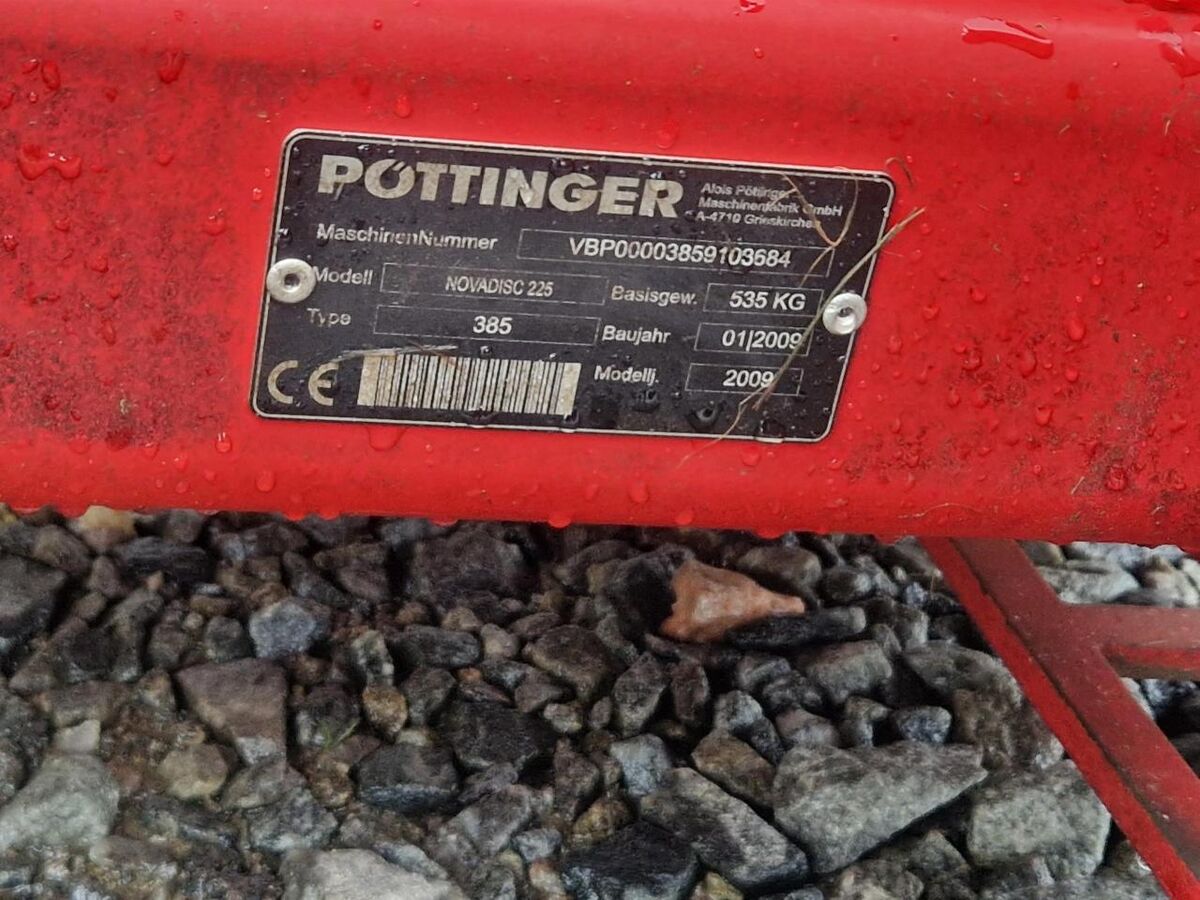 PÖTTINGER
Alois Pöttinger
Maschinenfabrik GmbH
A-4710 Grieskirchen
MaschinenNummer VBP00003859103684
Modell NOVADISC 225 Basisgew. 535 KG
Type 385 Baujahr 01|2009
CE Modellj. 2009